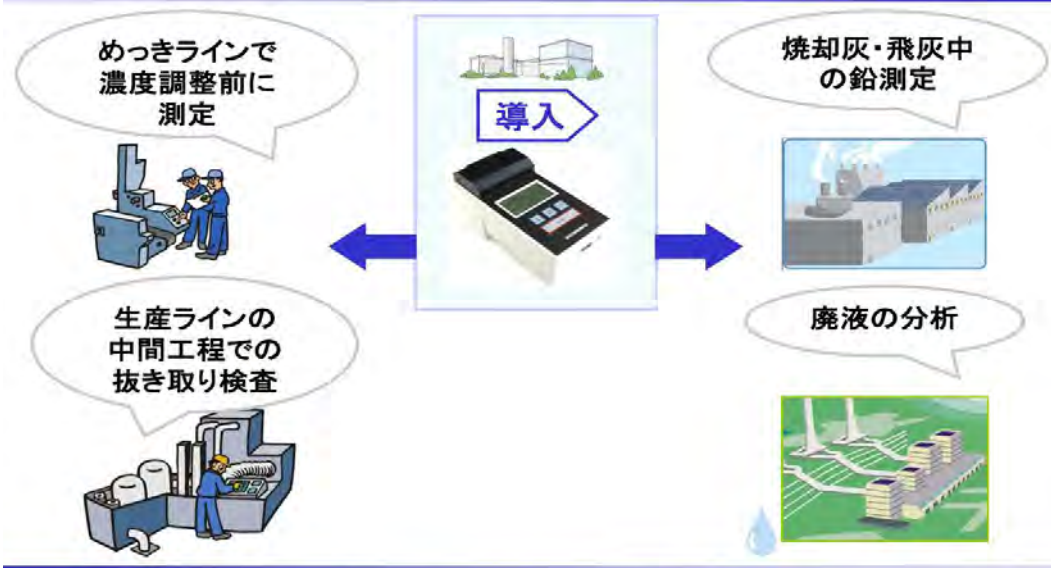 めっきラインで
濃度調整前に
測定
導入
焼却灰・飛灰中
の鉛測定
生産ラインの
中間工程での
抜き取り検査
廃液の分析